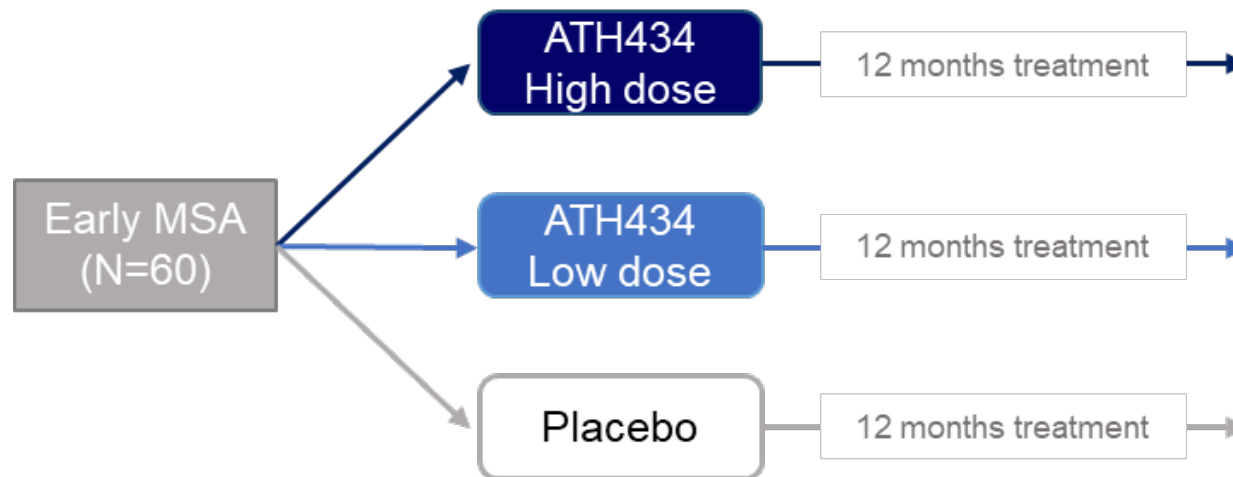 ATH434
High dose
12 months treatment
Early MSA
(N=60)
ATH434
Low dose
12 months treatment
Placebo
12 months treatment